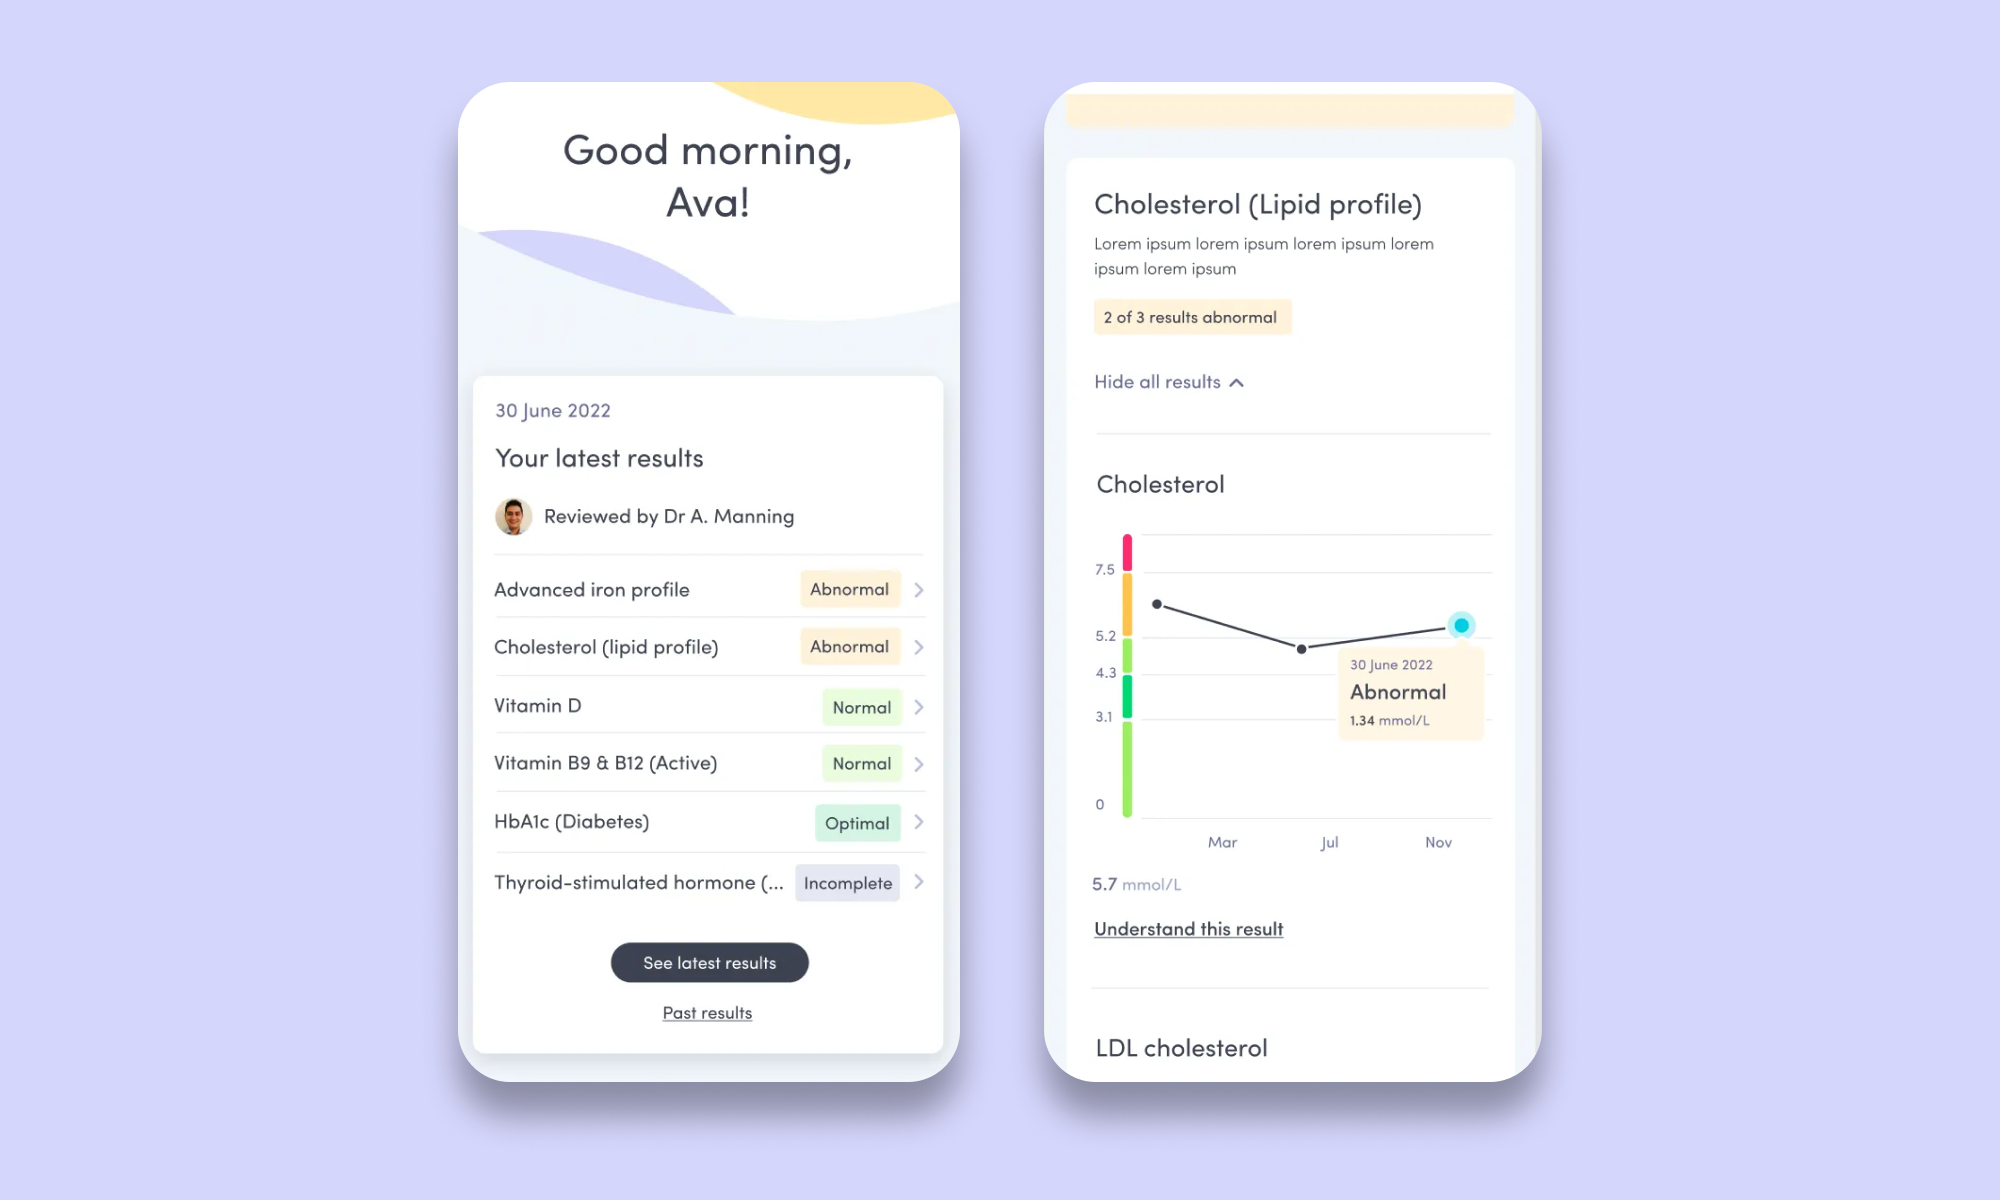 Good morning,
Ava!
30 June 2022
Your latest results
Reviewed by Dr A. Manning
Advanced iron profile Abnormal
Cholesterol (lipid profile) Abnormal
Vitamin D Normal
Vitamin B9 & B12 (Active) Normal
HbA1c (Diabetes) Optimal
Thyroid-stimulated hormone (... Incomplete
See latest results
Past results
Cholesterol (Lipid profile)
Lorem ipsum lorem ipsum lorem ipsum lorem
ipsum lorem ipsum
2 of 3 results abnormal
Hide all results
Cholesterol
7.5
5.2
4.3
3.1
0
30 June 2022
Abnormal
1.34 mmol/L
Mar Jul Nov
5.7 mmol/L
Understand this result
LDL cholesterol